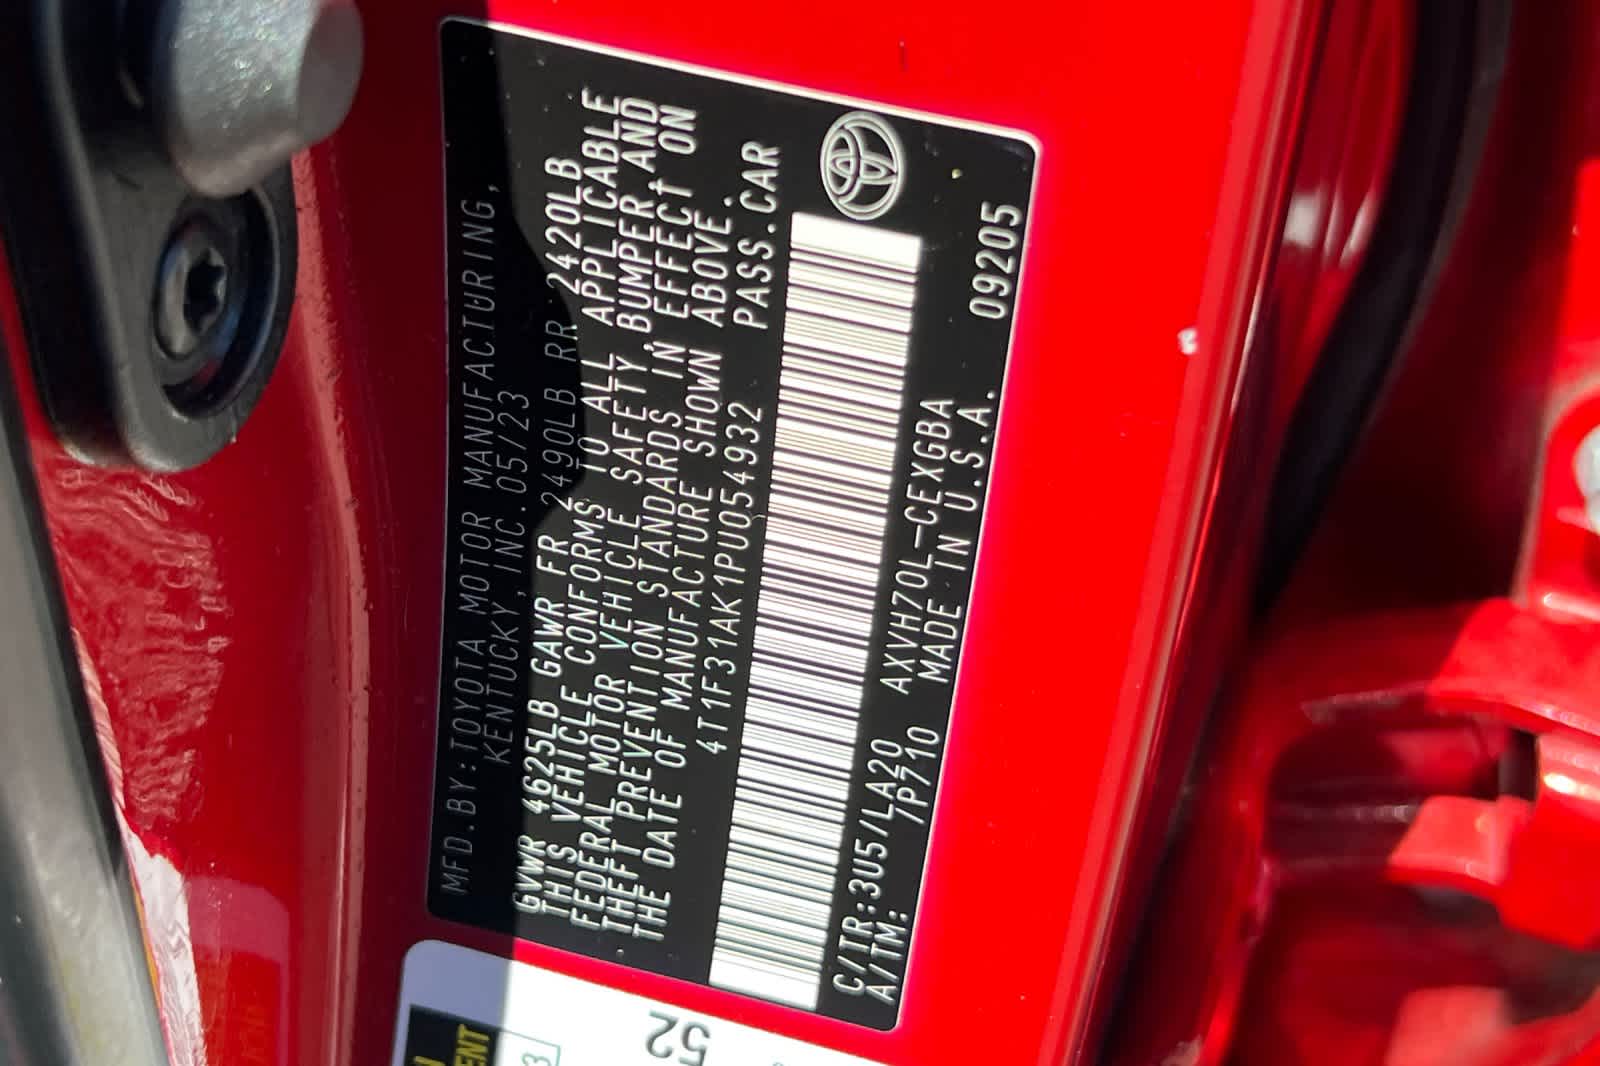 MFD.BY:TOYOTA MOTOR MANUFACTURING,
KENTUCKY,INC.05/23
GVWR 4625LB GAWR FR 2490LB RR 2420LB
THIS VEHICLE CONFORMS TO ALL APPLICABLE
FEDERAL MOTOR VEHICLE SAFETY,BUMPER,AND
THEFT PREVENTION STANDARDS IN EFFECT ON
THE DATE OF MANUFACTURE SHOWN ABOVE.
4T1F31AK1PU054932 PASS.CAR
C/TR:3U5/LA20 AXVH70L-CEXGBA
A/TM: /P710 MADE IN U.S.A. 09205
52